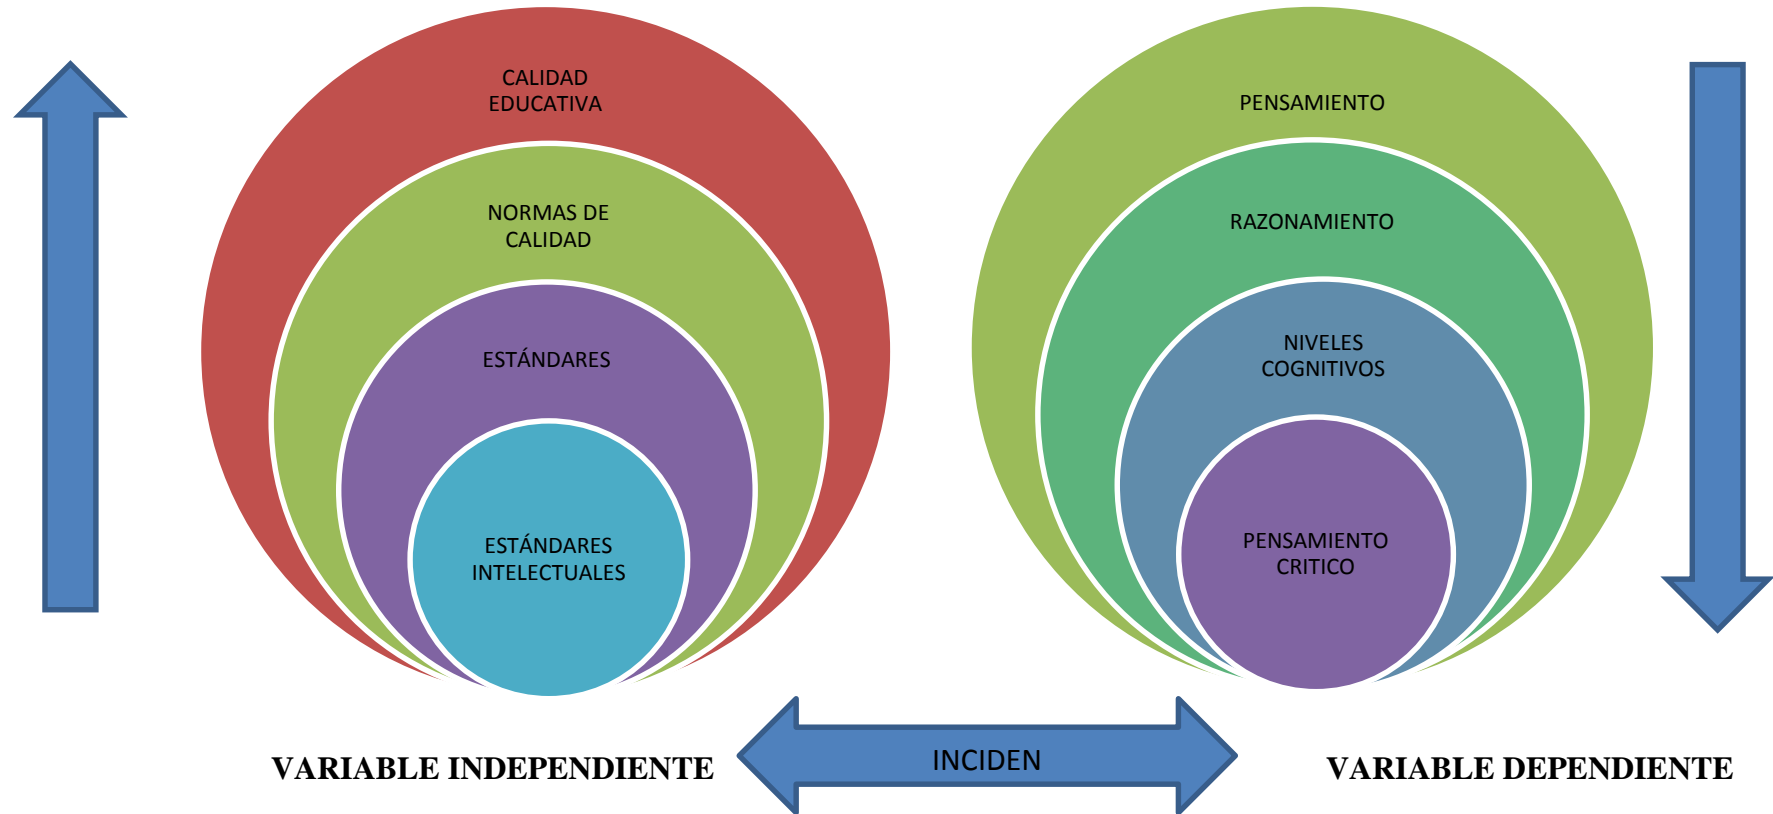 CALIDAD
EDUCATIVA
NORMAS DE
CALIDAD
ESTÁNDARES
ESTÁNDARES
INTELECTUALES
PENSAMIENTO
RAZONAMIENTO
NIVELES
COGNITIVOS
PENSAMIENTO
CRITICO
INCIDEN
VARIABLE INDEPENDIENTE
VARIABLE DEPENDIENTE